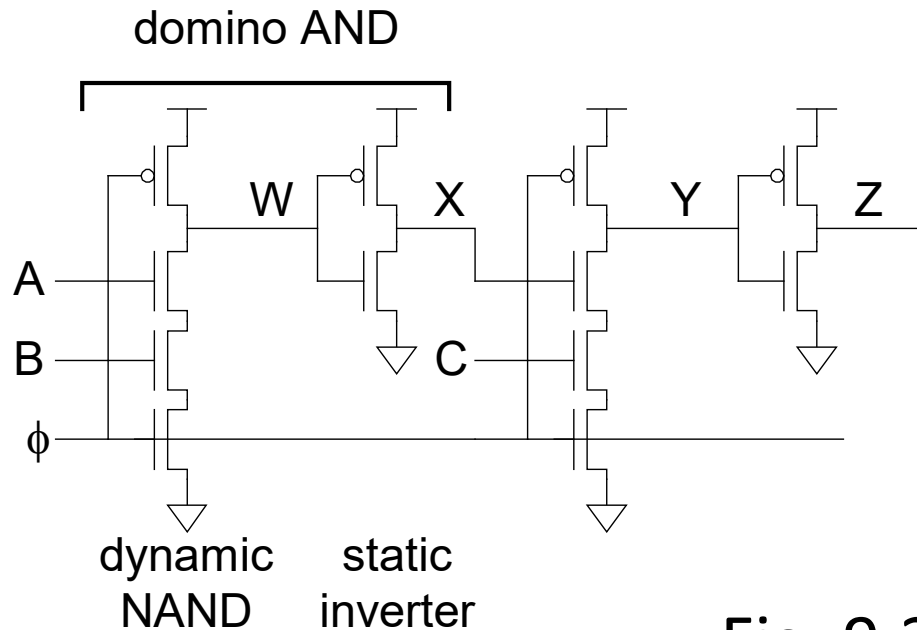 domino AND
W
X
Y
Z
A
B
C
ϕ
dynamic
NAND
static
inverter